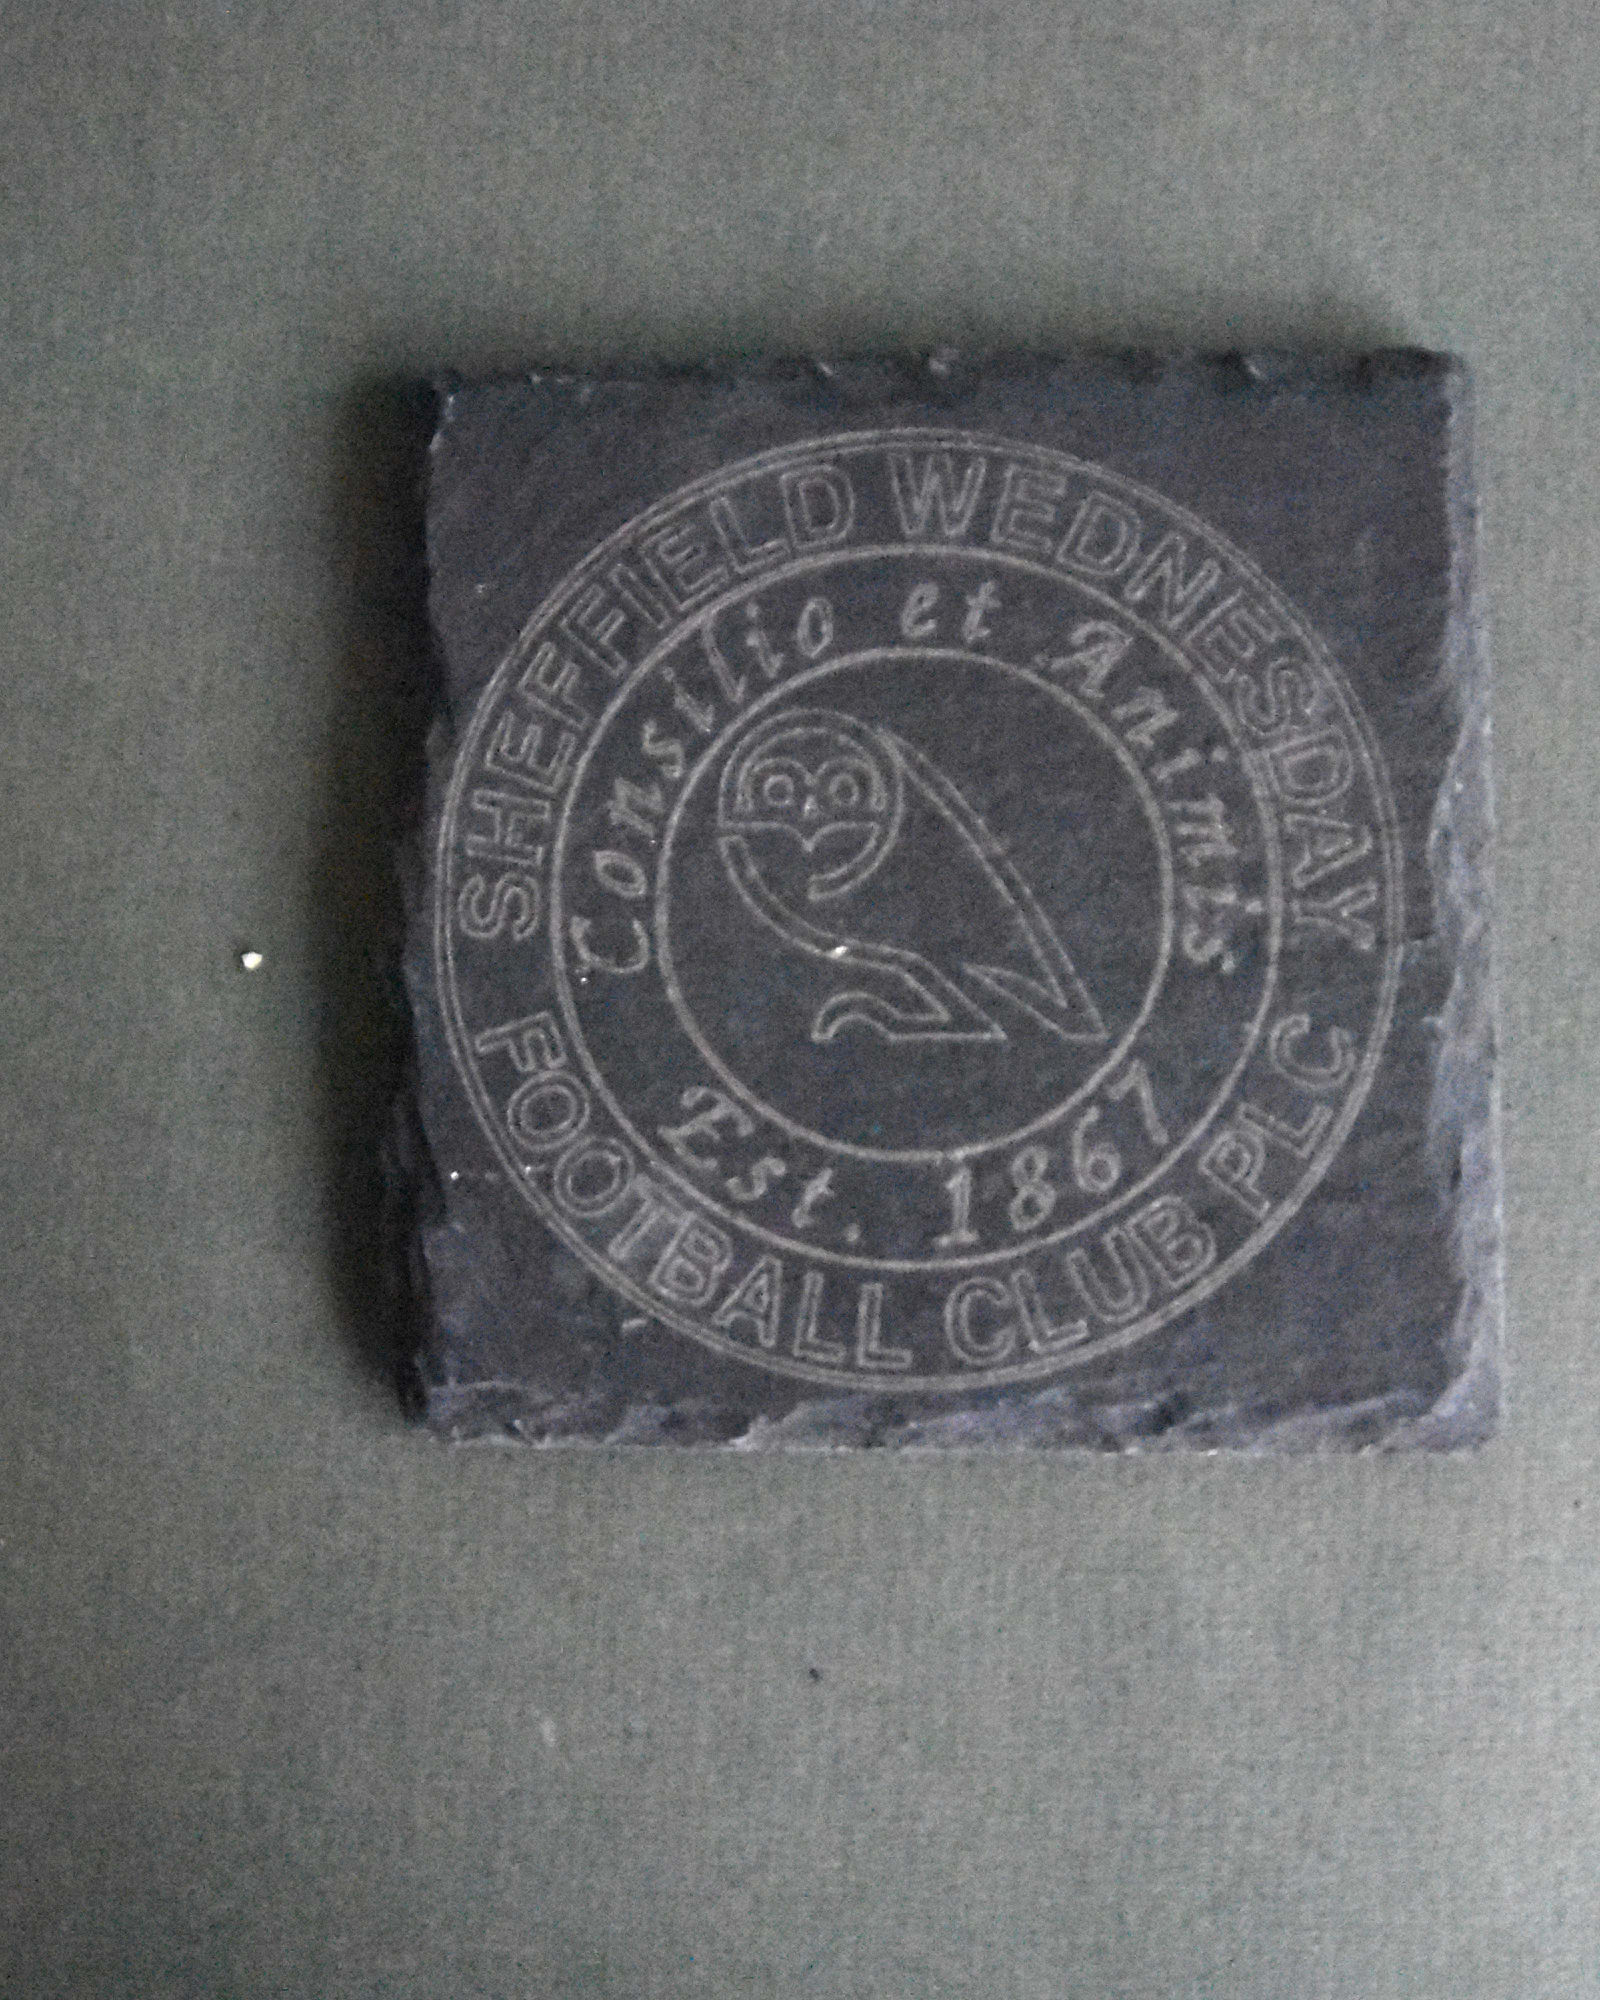 SHEFFIELD WEDNESDAY
Consilio et Animis
Est. 1867
FOOTBALL CLUB PLC